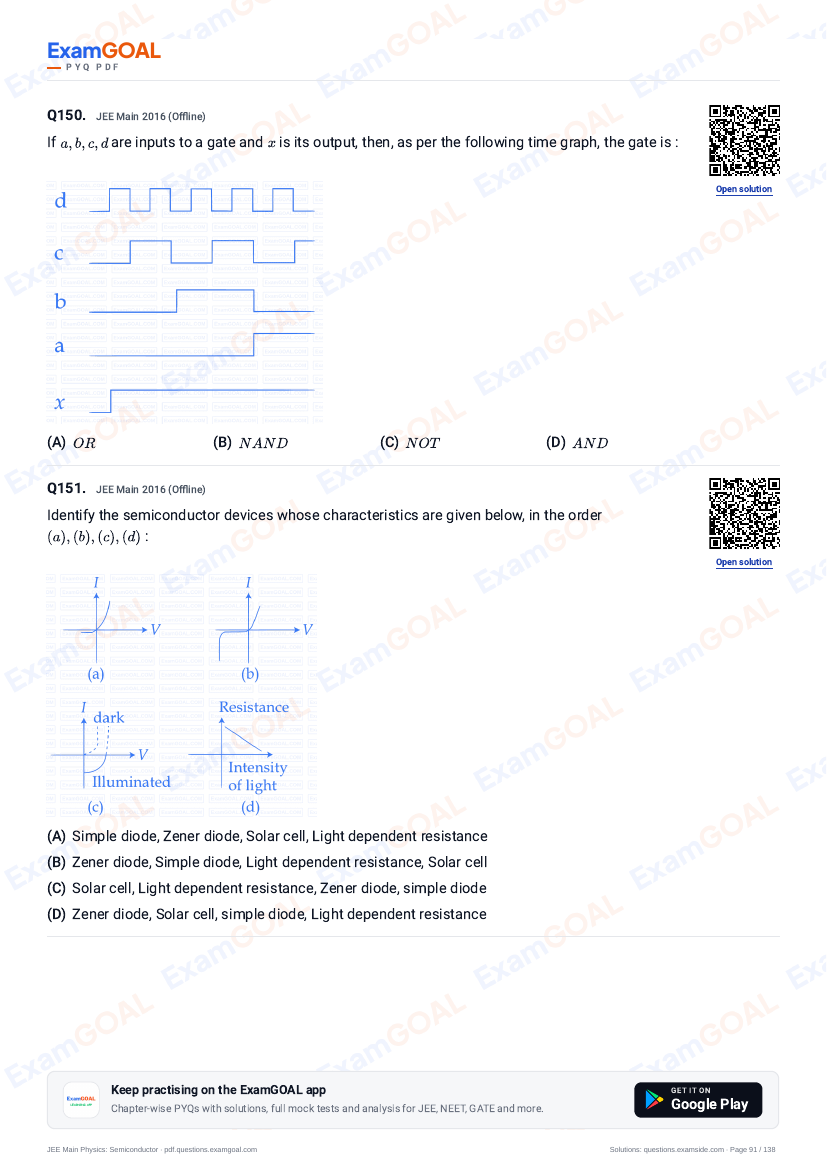 ExamGOAL
PYQ PDF
Q150. JEE Main 2016 (Offline)
If a, b, c, d are inputs to a gate and x is its output, then, as per the following time graph, the gate is :
Open solution
d
c
b
a
x
(A) OR (B) NAND (C) NOT (D) AND
Q151. JEE Main 2016 (Offline)
Identify the semiconductor devices whose characteristics are given below, in the order
(a), (b), (c), (d) :
Open solution
I I
V V
(a) (b)
I Resistance
dark
V
Intensity
Illuminated of light
(c) (d)
(A) Simple diode, Zener diode, Solar cell, Light dependent resistance
(B) Zener diode, Simple diode, Light dependent resistance, Solar cell
(C) Solar cell, Light dependent resistance, Zener diode, simple diode
(D) Zener diode, Solar cell, simple diode, Light dependent resistance
Keep practising on the ExamGOAL app
Chapter-wise PYQs with solutions, full mock tests and analysis for JEE, NEET, GATE and more.
GET IT ON
Google Play
JEE Main Physics: Semiconductor · pdf.questions.examgoal.com Solutions: questions.examside.com · Page 91 / 138